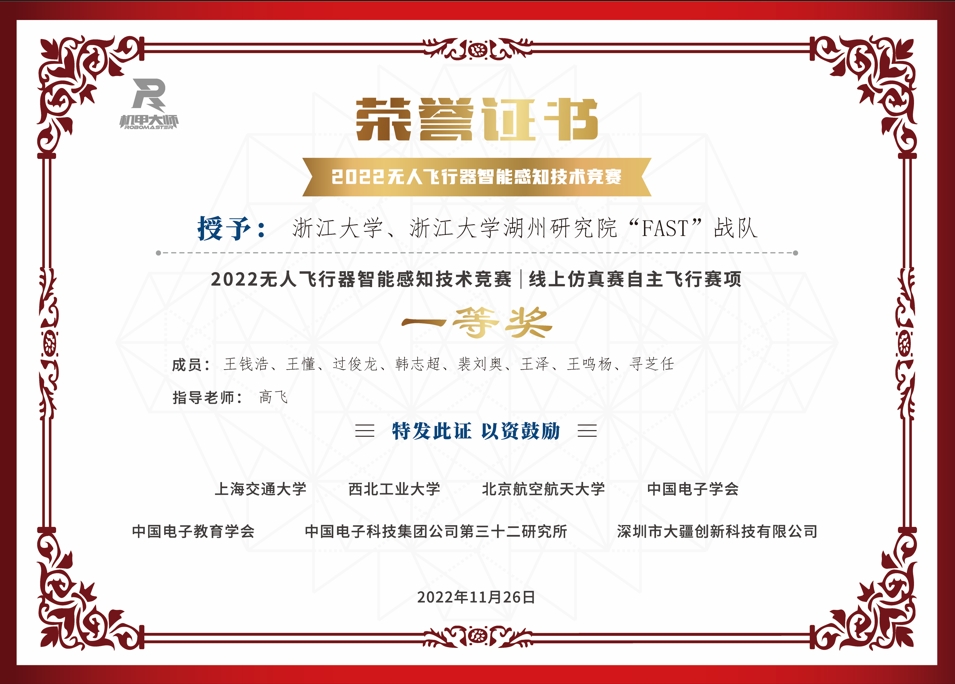 机甲大师
ROBOMASTER
荣誉证书
2022无人飞行器智能感知技术竞赛
授予： 浙江大学、浙江大学湖州研究院“FAST”战队
2022无人飞行器智能感知技术竞赛|线上仿真赛自主飞行赛项
一等奖
成员： 王钱浩、王懂、过俊龙、韩志超、裴刘奥、王泽、王鸣杨、寻芝任
指导老师： 高飞
特发此证 以资鼓励
上海交通大学 西北工业大学 北京航空航天大学 中国电子学会
中国电子教育学会 中国电子科技集团公司第三十二研究所 深圳市大疆创新科技有限公司
2022年11月26日